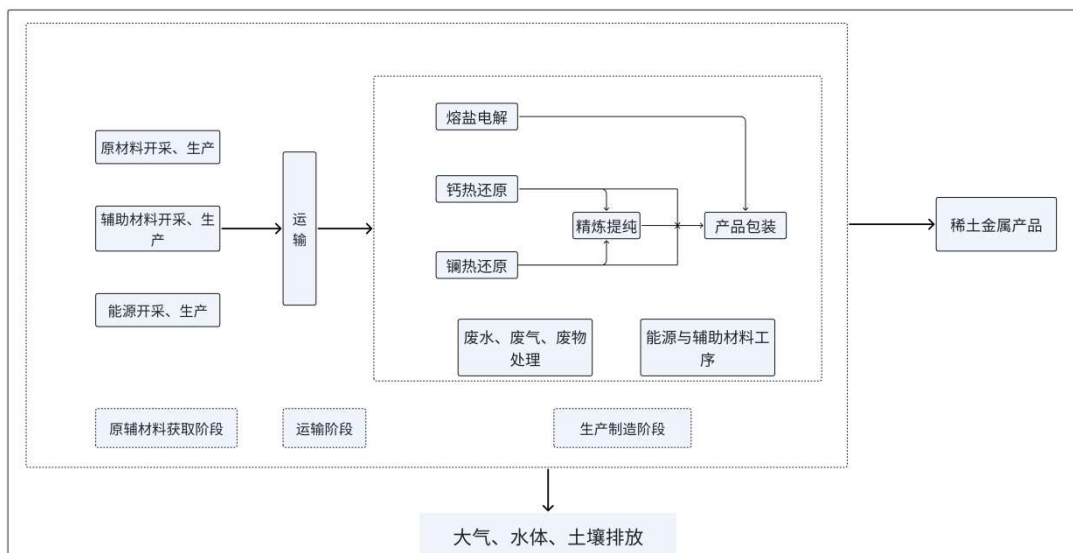 熔盐电解
原材料开采、生产
钙热还原
辅助材料开采、生
产
运
输
精炼提纯
产品包装
稀土金属产品
镧热还原
能源开采、生产
废水、废气、废物
处理
能源与辅助材料工
序
原辅材料获取阶段
运输阶段
生产制造阶段
大气、水体、土壤排放